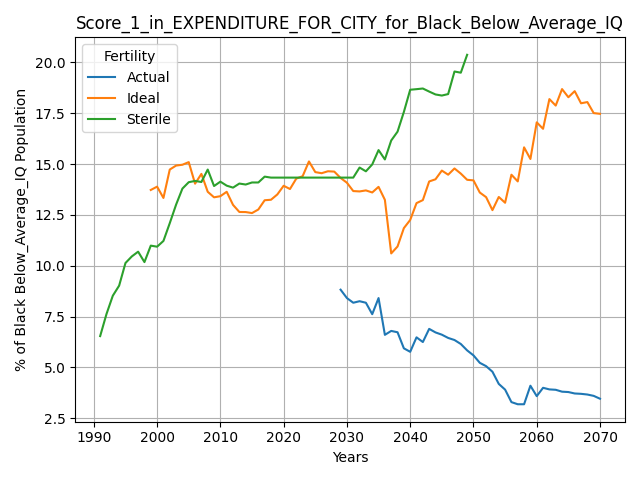 Score_1_in_EXPENDITURE_FOR_CITY_for_Black_Below_Average_IQ
% of Black Below_Average_IQ Population
20.0
17.5
15.0
12.5
10.0
7.5
5.0
2.5
Fertility
Actual
Ideal
Sterile
1990 2000 2010 2020 2030 2040 2050 2060 2070
Years